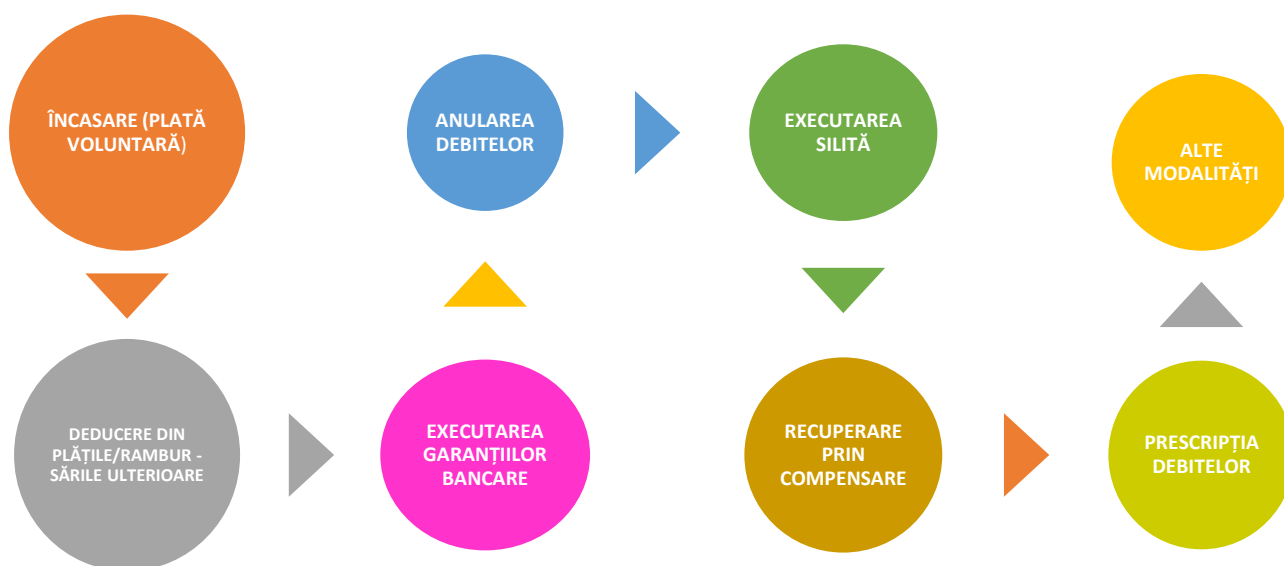 ÎNCASARE (PLATĂ
VOLUNTARĂ)
DEDUCERE DIN
PLĂȚILE/RAMBUR -
SĂRILE ULTERIOARE
EXECUTAREA
GARANȚIILOR
BANCARE
ANULAREA
DEBITELOR
EXECUTAREA
SILITĂ
RECUPERARE
PRIN
COMPENSARE
PRESCRIPȚIA
DEBITELOR
ALTE
MODALITĂȚI